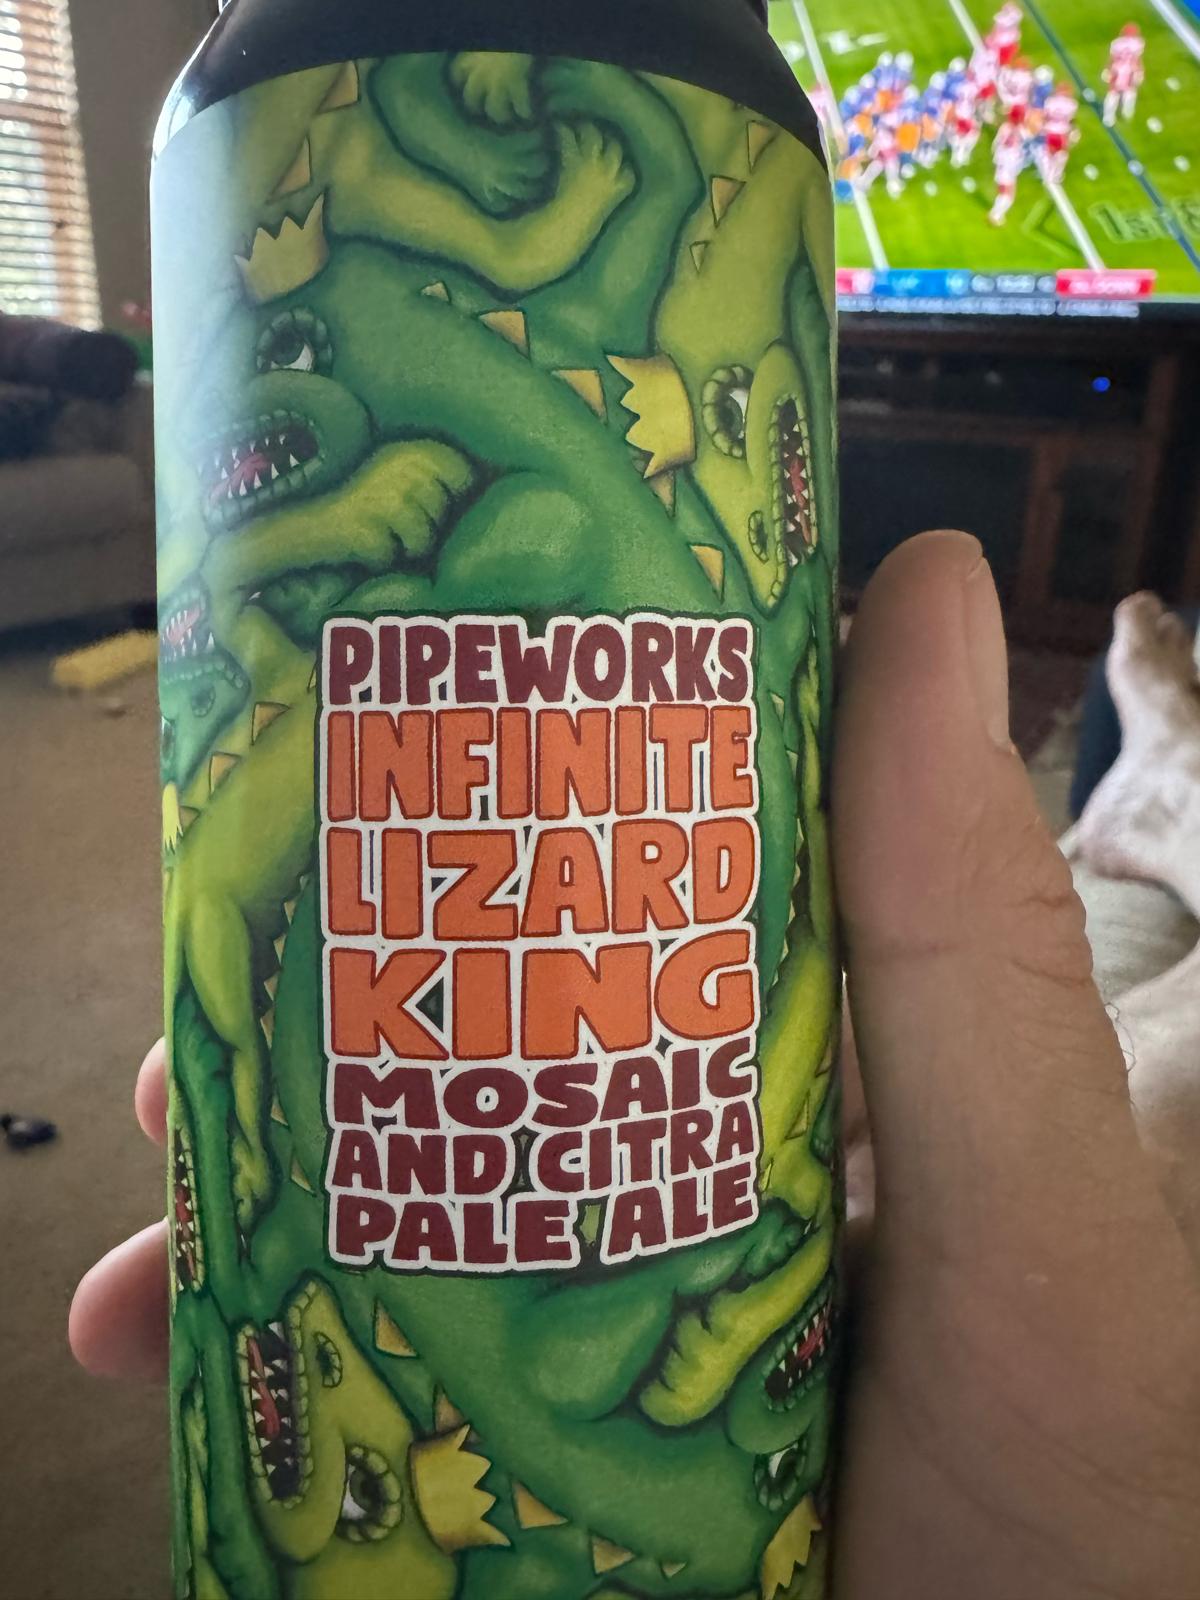 PIPEWORKS
INFINITE
LIZARD
KING
MOSAIC
AND CITRA
PALE ALE